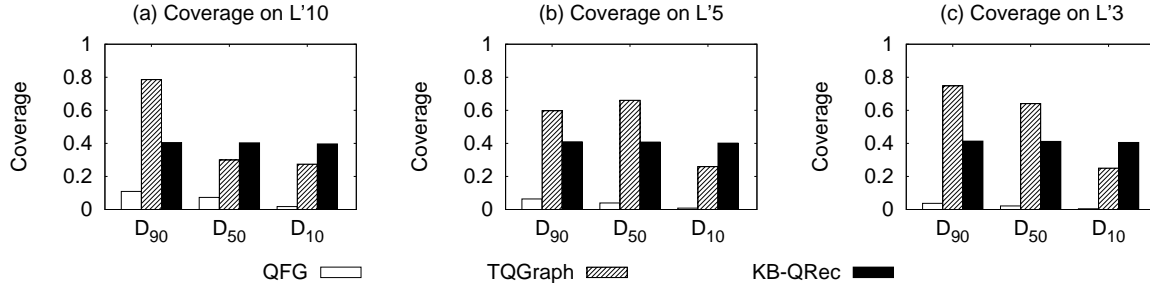 (a) Coverage on L'10
Coverage
1
0.8
0.6
0.4
0.2
0
D90 D50 D10
(b) Coverage on L'5
Coverage
1
0.8
0.6
0.4
0.2
0
D90 D50 D10
(c) Coverage on L'3
Coverage
1
0.8
0.6
0.4
0.2
0
D90 D50 D10
QFG TQGraph KB-QRec